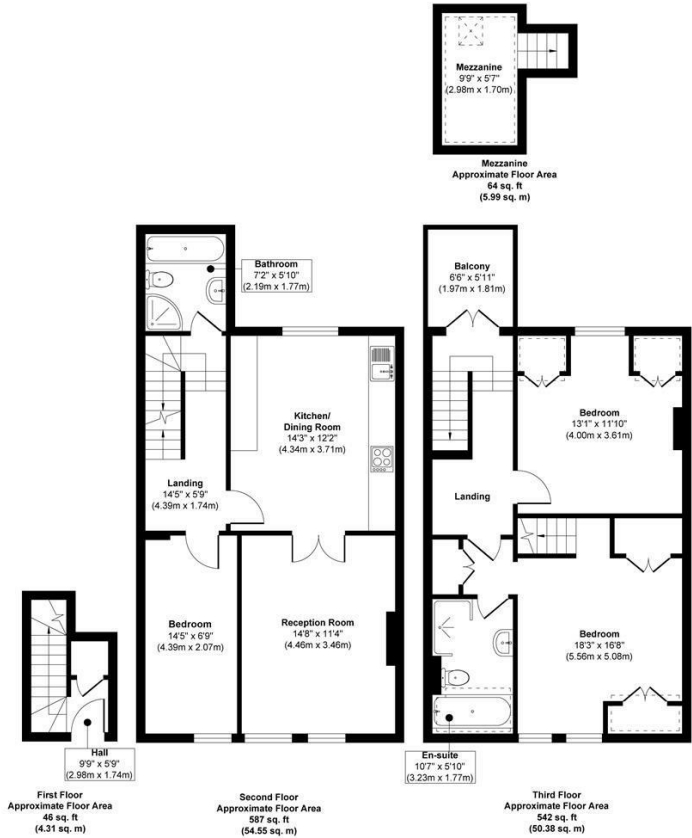 Mezzanine
9'9" x 5'7"
(2.98m x 1.70m)
Mezzanine
Approximate Floor Area
64 sq. ft
(5.99 sq. m)
Bathroom
7'2" x 5'10"
(2.19m x 1.77m)
Kitchen/
Dining Room
14'3" x 12'2"
(4.34m x 3.71m)
Landing
14'5" x 5'9"
(4.39m x 1.74m)
Bedroom
14'5" x 6'9"
(4.39m x 2.07m)
Reception Room
14'8" x 11'4"
(4.46m x 3.46m)
Balcony
6'6" x 5'11"
(1.97m x 1.81m)
Bedroom
13'1" x 11'10"
(4.00m x 3.61m)
Landing
Bedroom
18'3" x 16'8"
(5.56m x 5.08m)
En-suite
10'7" x 5'10"
(3.23m x 1.77m)
Hall
9'9" x 5'9"
(2.98m x 1.74m)
First Floor
Approximate Floor Area
46 sq. ft
(4.31 sq. m)
Second Floor
Approximate Floor Area
587 sq. ft
(54.55 sq. m)
Third Floor
Approximate Floor Area
542 sq. ft
(50.38 sq. m)